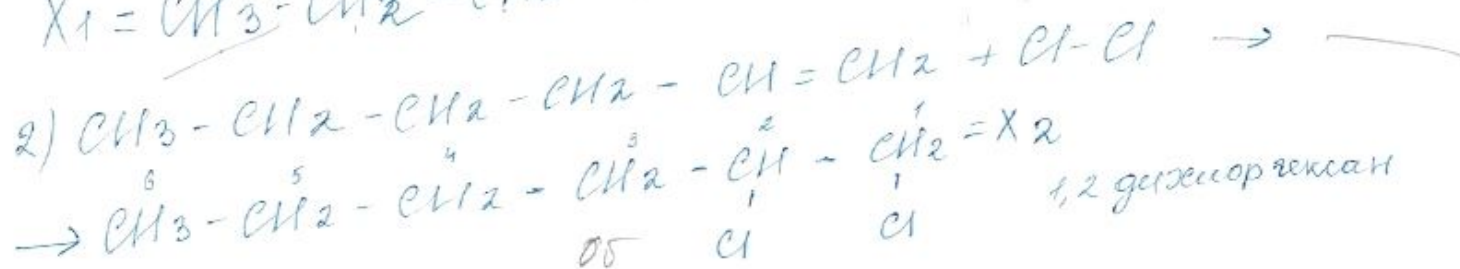 X1 = CH3 - CH2
2) CH3 - CH2 - CH2 - CH2 - CH = CH2 + Cl - Cl →
6 5 4 3 2 1
→ CH3 - CH2 - CH2 - CH2 - CH - CH2 = X2
Cl Cl
1,2 дихлоргексан
0б